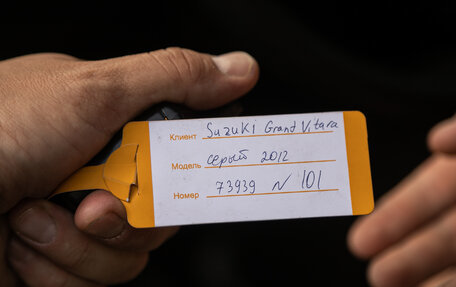 Клиент Suzuki Grand Vitara
Модель серый 2012
Номер 73939 N 101